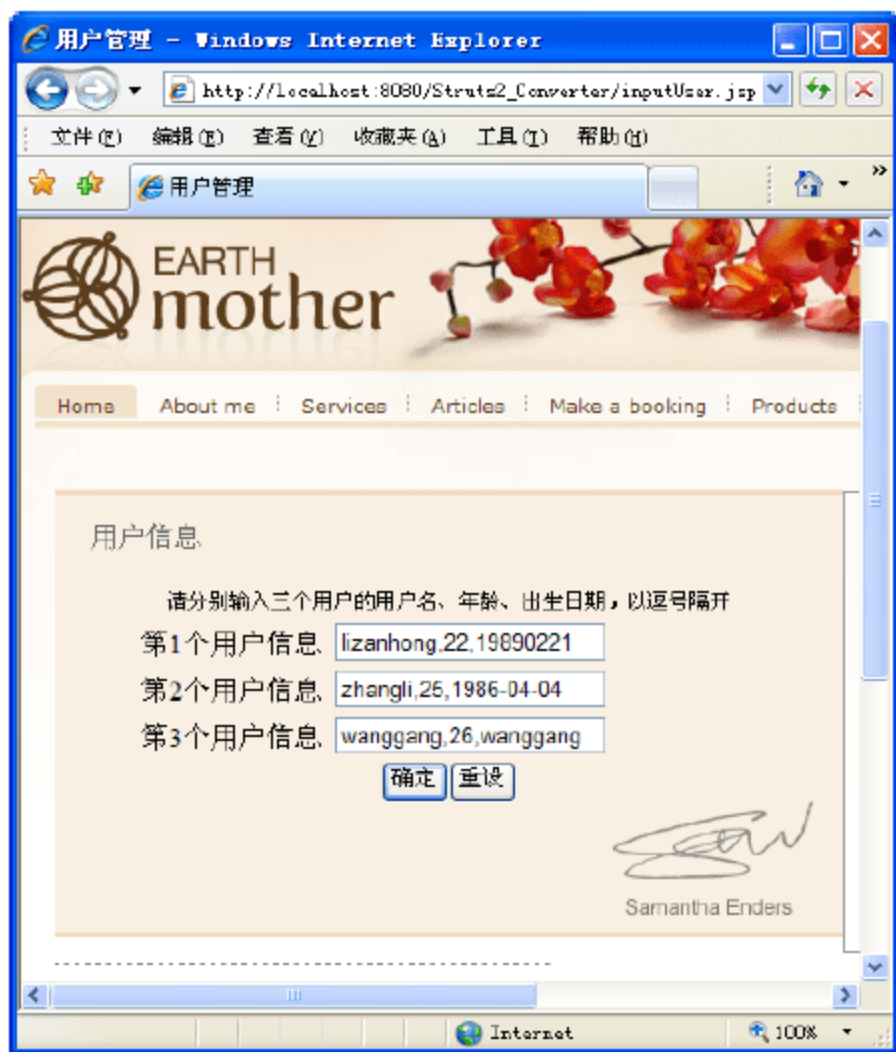 用户管理 - Windows Internet Explorer
http://localhost:8080/Struts2_Converter/inputUser.jsp
文件(F) 编辑(E) 查看(V) 收藏夹(A) 工具(T) 帮助(H)
用户管理
EARTH
mother
Home About me Services Articles Make a booking Products
用户信息
请分别输入三个用户的用户名、年龄、出生日期，以逗号隔开
第1个用户信息 lizanhong,22,19890221
第2个用户信息 zhangli,25,1986-04-04
第3个用户信息 wanggang,26,wanggang
确定 重设
Samantha Enders
Internet 100%